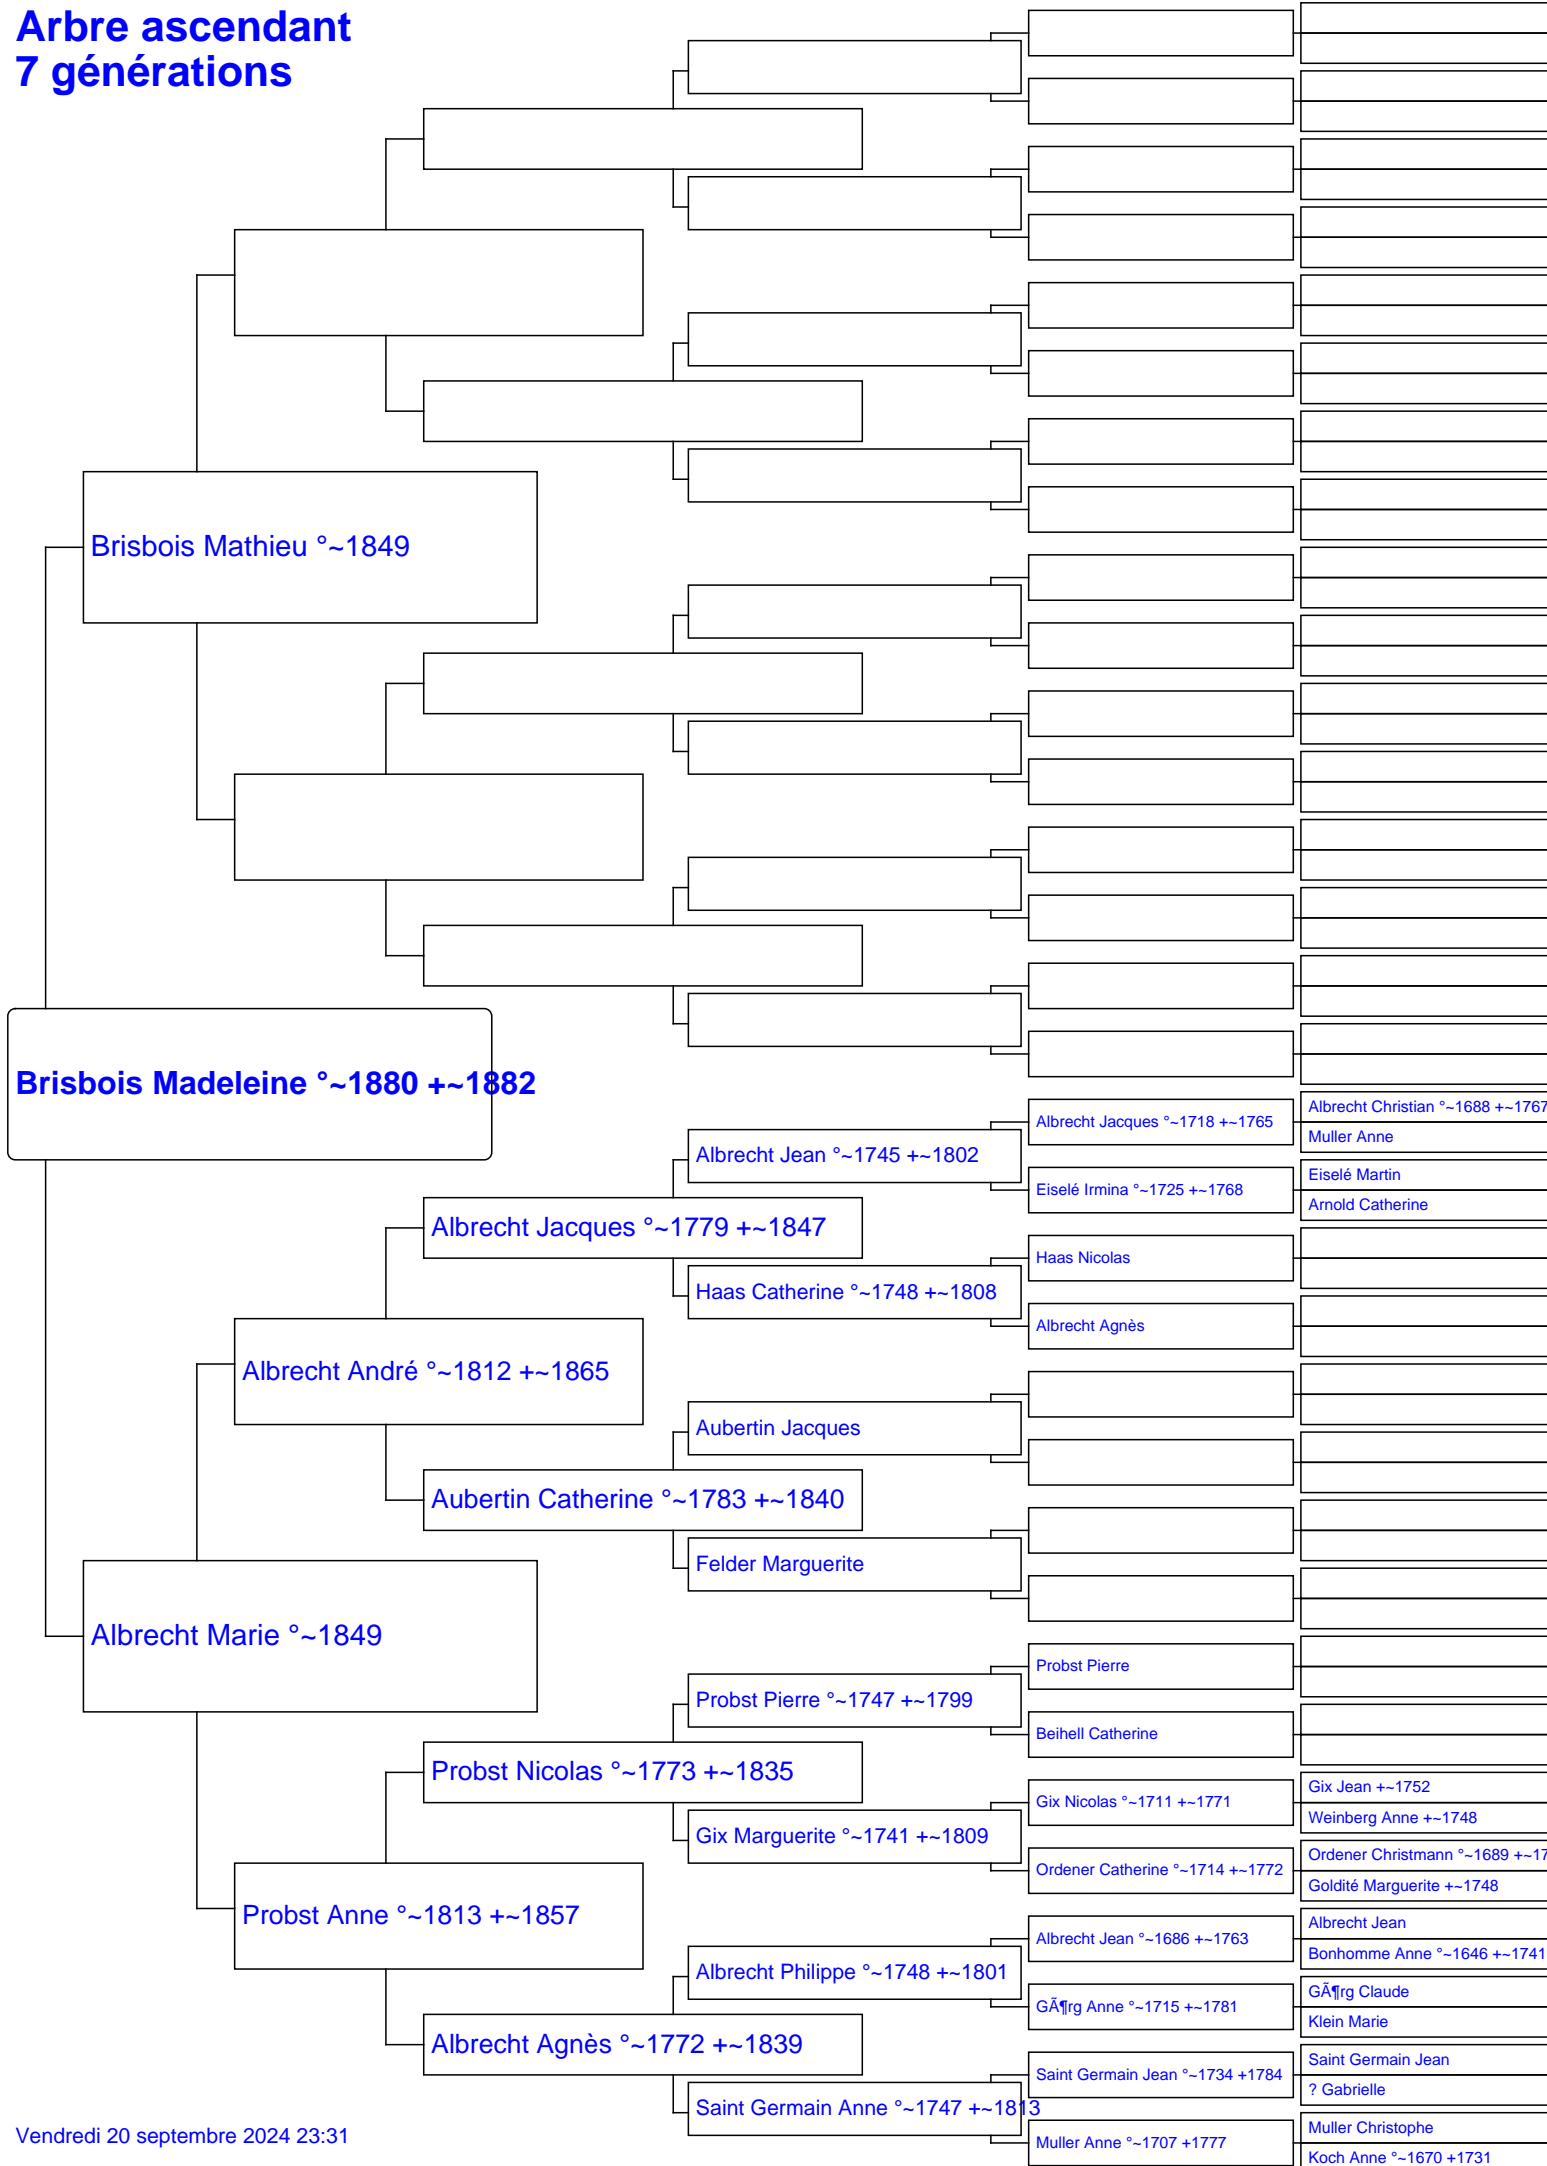 Arbre ascendant
7 générations
Brisbois Mathieu °~1849
Brisbois Madeleine °~1880 +~1882
Albrecht Christian °~1688 +~1767
Albrecht Jacques °~1718 +~1765
Muller Anne
Albrecht Jean °~1745 +~1802
Eiselé Martin
Eiselé Irmina °~1725 +~1768
Arnold Catherine
Albrecht Jacques °~1779 +~1847
Haas Nicolas
Haas Catherine °~1748 +~1808
Albrecht Agnès
Albrecht André °~1812 +~1865
Aubertin Jacques
Aubertin Catherine °~1783 +~1840
Felder Marguerite
Albrecht Marie °~1849
Probst Pierre
Probst Pierre °~1747 +~1799
Beihell Catherine
Probst Nicolas °~1773 +~1835
Gix Jean +~1752
Gix Nicolas °~1711 +~1771
Weinberg Anne +~1748
Gix Marguerite °~1741 +~1809
Ordener Christmann °~1689 +~17
Ordener Catherine °~1714 +~1772
Goldité Marguerite +~1748
Probst Anne °~1813 +~1857
Albrecht Jean
Albrecht Jean °~1686 +~1763
Bonhomme Anne °~1646 +~1741
Albrecht Philippe °~1748 +~1801
GÃ¶rg Claude
GÃ¶rg Anne °~1715 +~1781
Klein Marie
Albrecht Agnès °~1772 +~1839
Saint Germain Jean
Saint Germain Jean °~1734 +1784
? Gabrielle
Saint Germain Anne °~1747 +~1813
Muller Christophe
Muller Anne °~1707 +1777
Koch Anne °~1670 +1731
Vendredi 20 septembre 2024 23:31